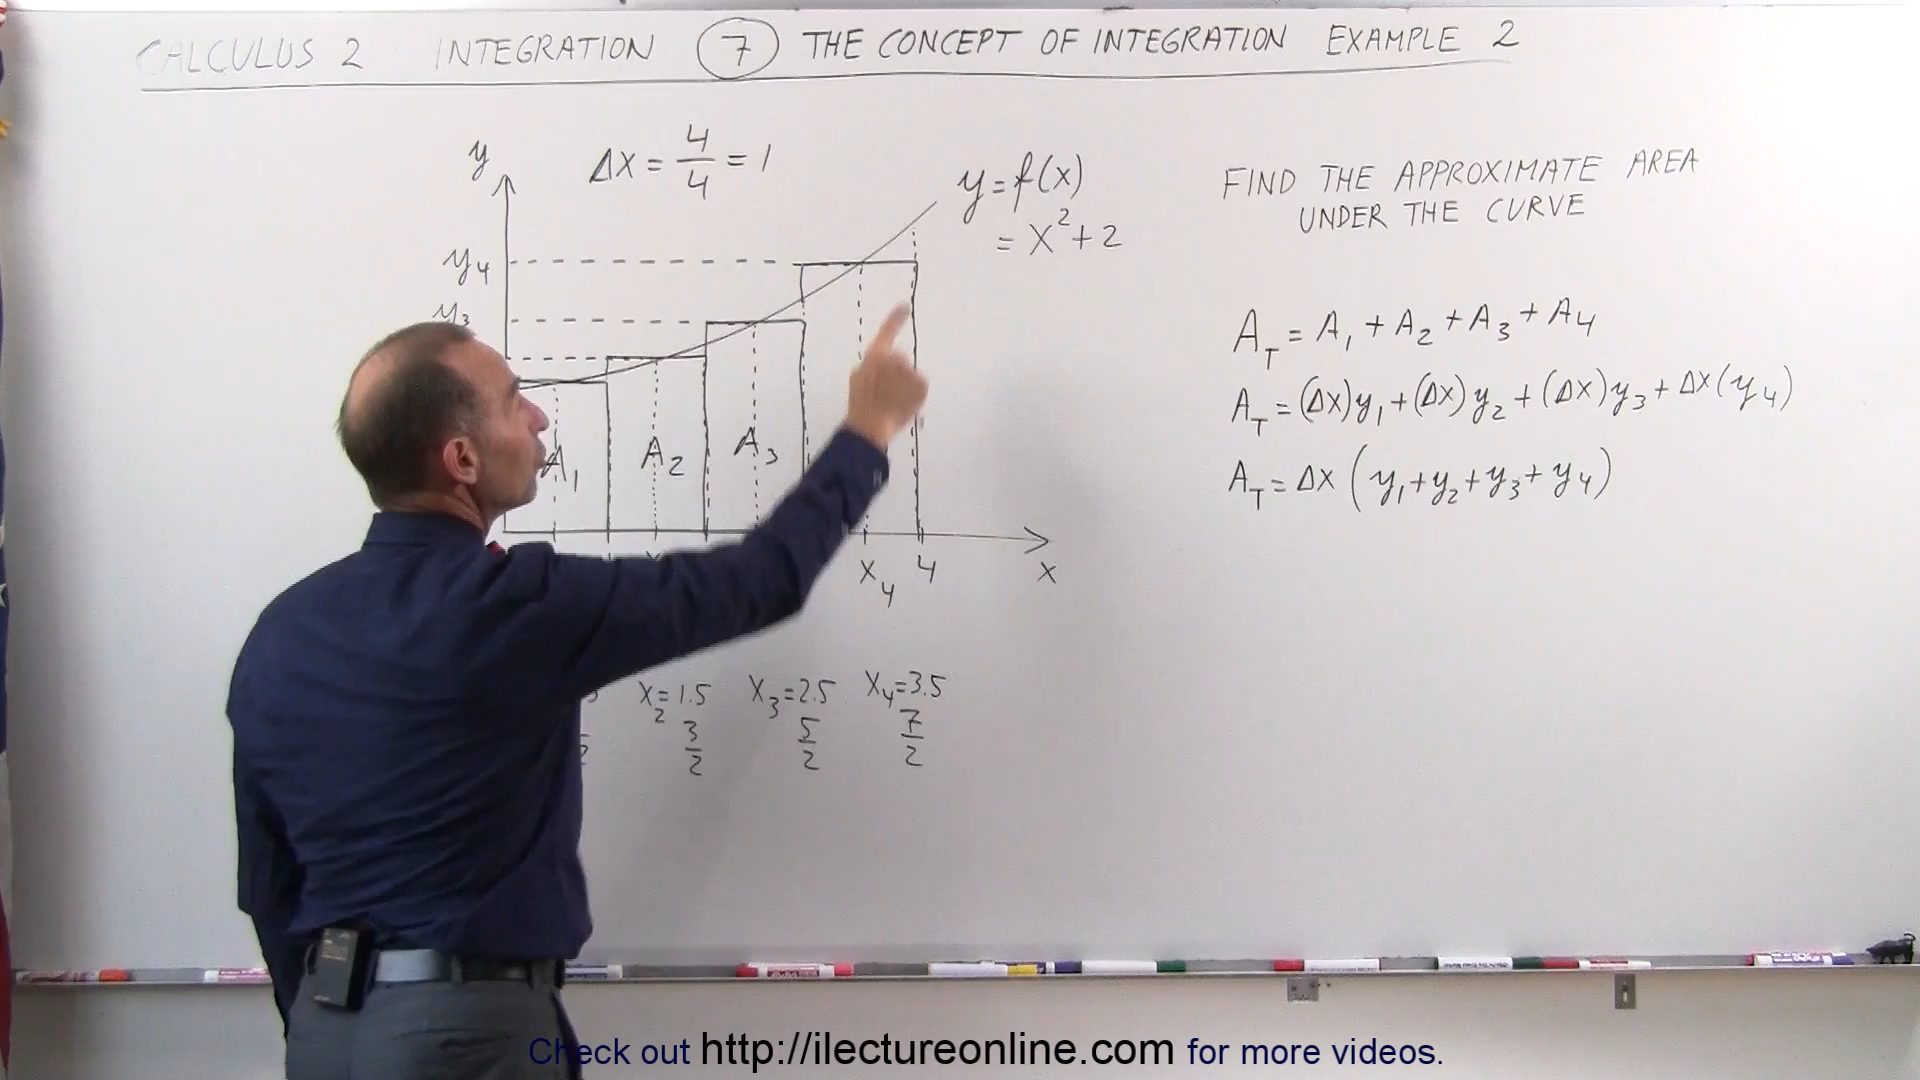 CALCULUS 2 INTEGRATION 7 THE CONCEPT OF INTEGRATION EXAMPLE 2
Δx = 4/4 = 1
y
y = f(x)
= x² + 2
y₄
y₃
A₁ A₂ A₃
x₄ 4 x
x₂ = 1.5 x₃ = 2.5 x₄ = 3.5
3/2 5/2 7/2
FIND THE APPROXIMATE AREA
UNDER THE CURVE
A_T = A₁ + A₂ + A₃ + A₄
A_T = (Δx)y₁ + (Δx)y₂ + (Δx)y₃ + Δx(y₄)
A_T = Δx (y₁ + y₂ + y₃ + y₄)
Check out http://ilectureonline.com for more videos.